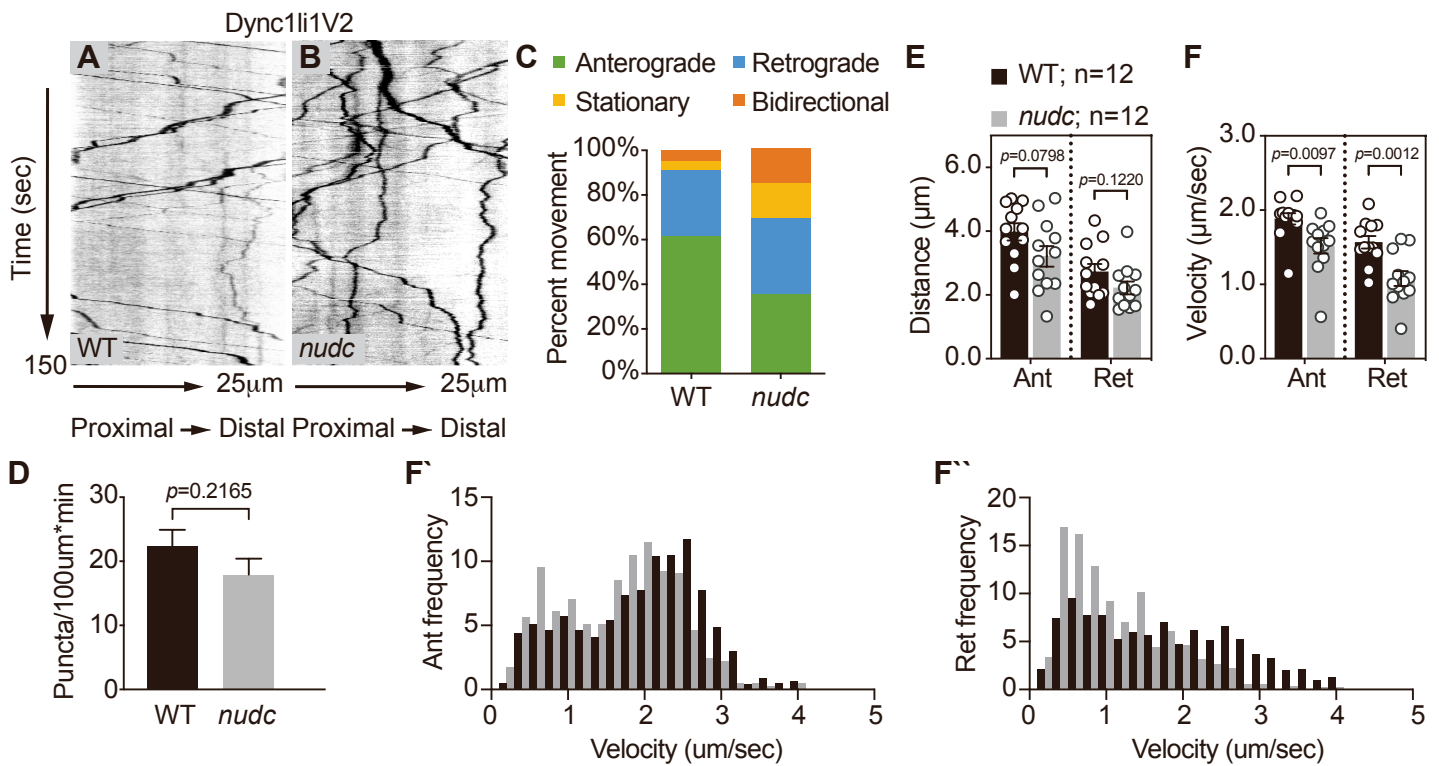 Dync1li1V2
A
B
Time (sec)
150
WT
nudc
25µm
25µm
Proximal → Distal
Proximal → Distal
C
Anterograde
Retrograde
Stationary
Bidirectional
Percent movement
100%
80%
60%
40%
20%
0%
WT
nudc
E
WT; n=12
nudc; n=12
Distance (µm)
6.0
4.0
2.0
0.0
p=0.0798
p=0.1220
Ant
Ret
F
Velocity (µm/sec)
3.0
2.0
1.0
0.0
p=0.0097
p=0.0012
Ant
Ret
D
Puncta/100um*min
30
20
10
0
p=0.2165
WT
nudc
F`
Ant frequency
15
10
5
0
0 1 2 3 4 5
Velocity (um/sec)
F``
Ret frequency
20
15
10
5
0
0 1 2 3 4 5
Velocity (um/sec)